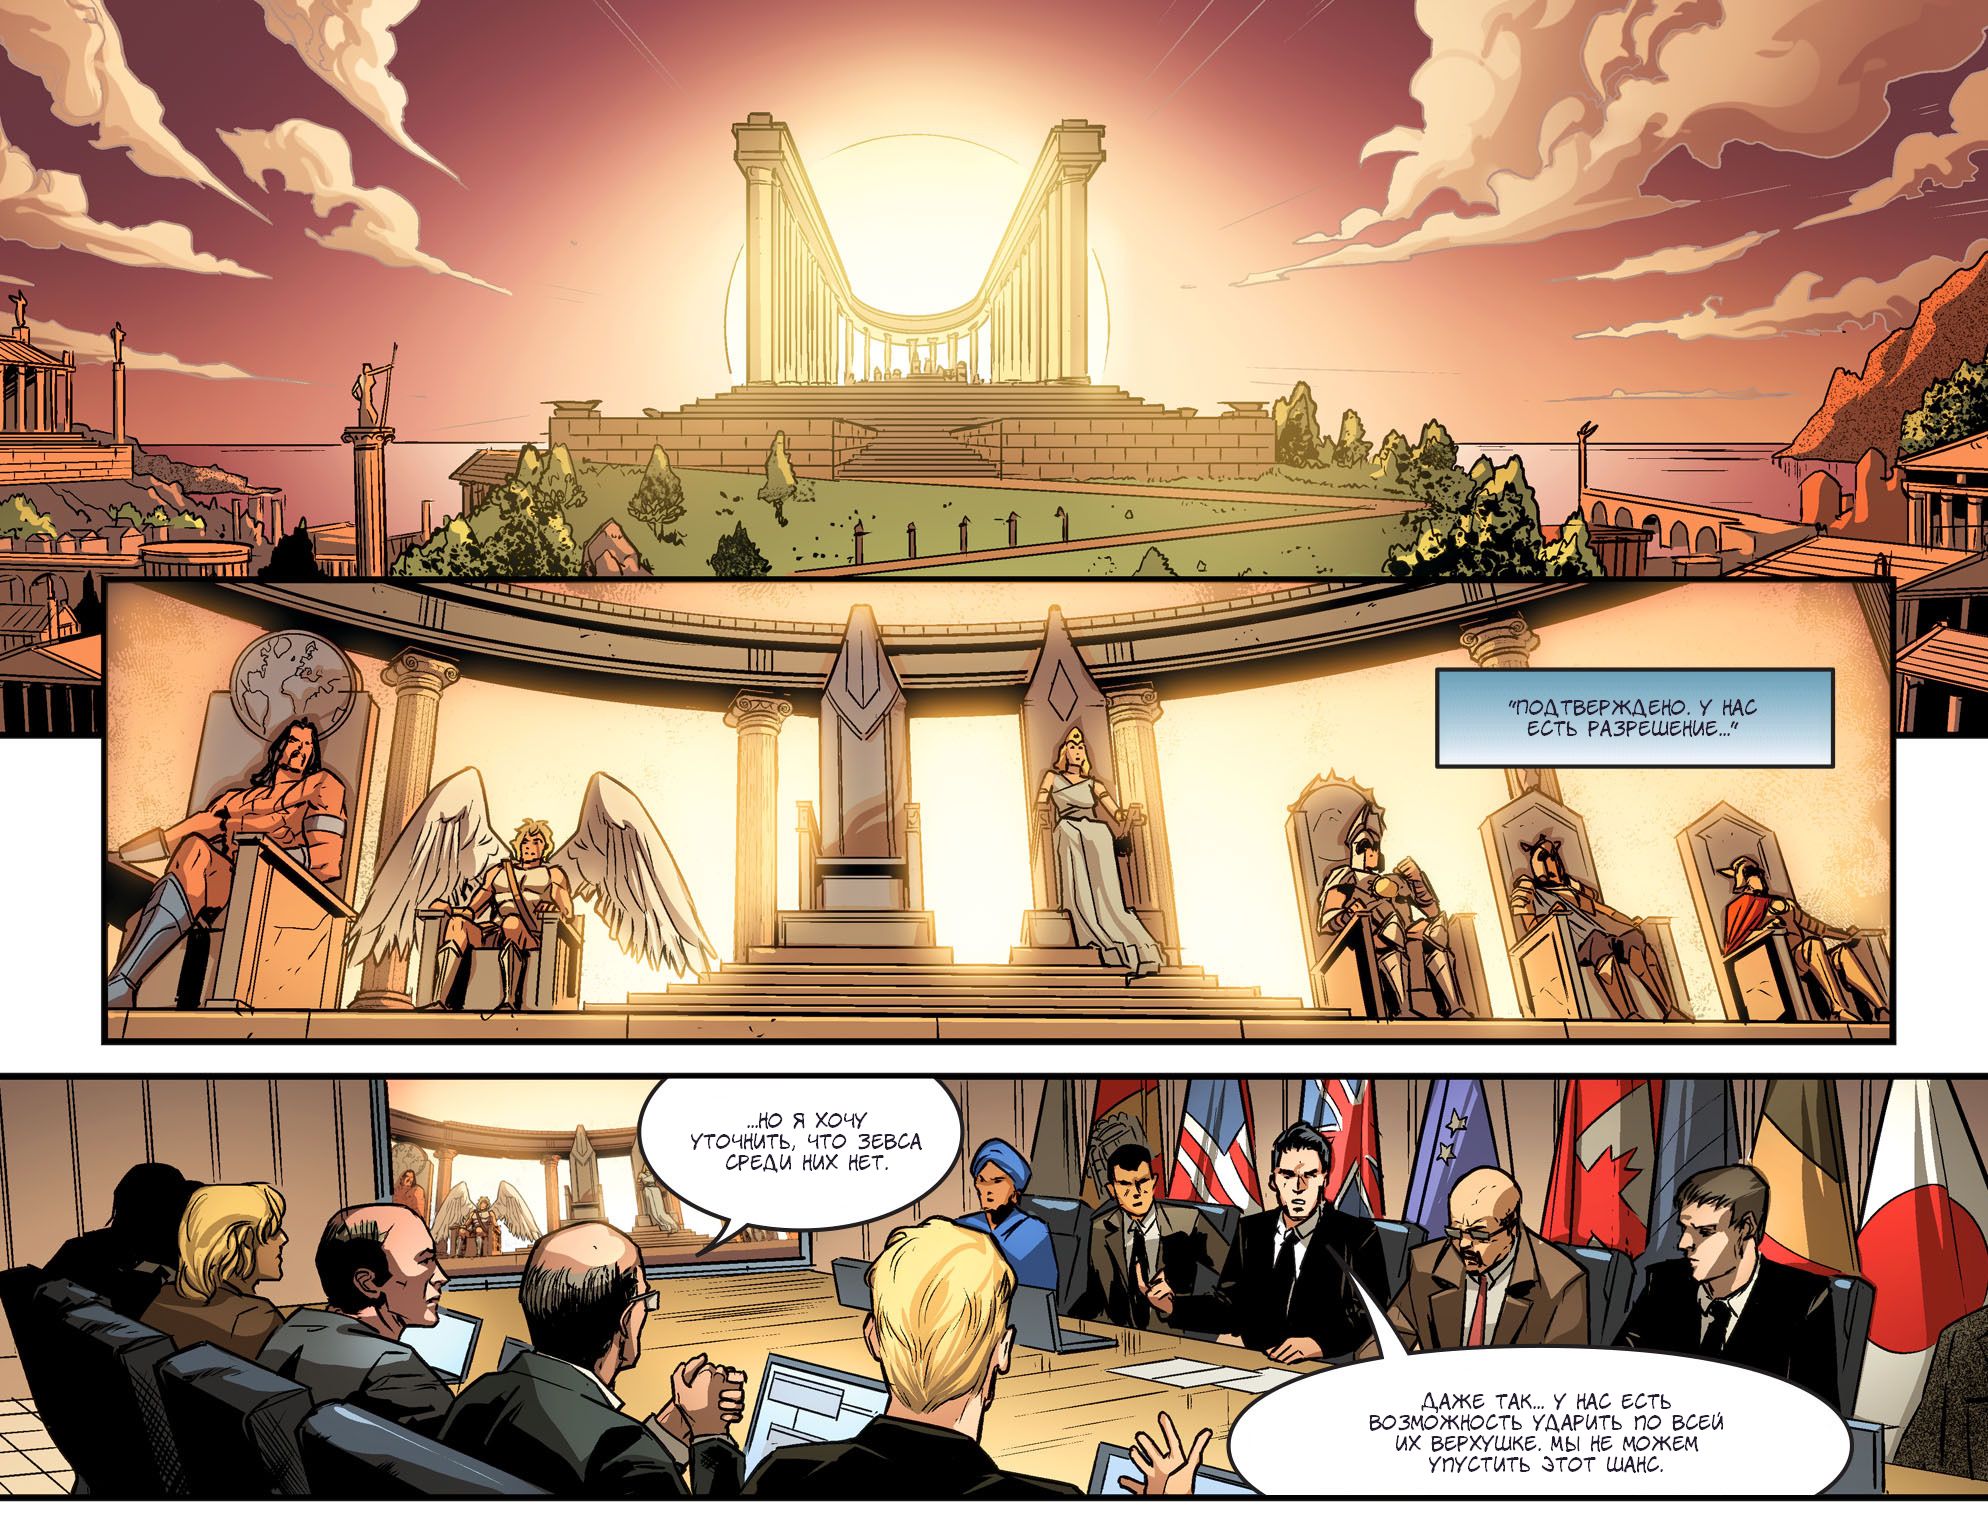 "ПОДТВЕРЖДЕНО. У НАС
ЕСТЬ РАЗРЕШЕНИЕ..."
...НО Я ХОЧУ
УТОЧНИТЬ, ЧТО ЗЕВСА
СРЕДИ НИХ НЕТ.
ДАЖЕ ТАК... У НАС ЕСТЬ
ВОЗМОЖНОСТЬ УДАРИТЬ ПО ВСЕЙ
ИХ ВЕРХУШКЕ. МЫ НЕ МОЖЕМ
УПУСТИТЬ ЭТОТ ШАНС.